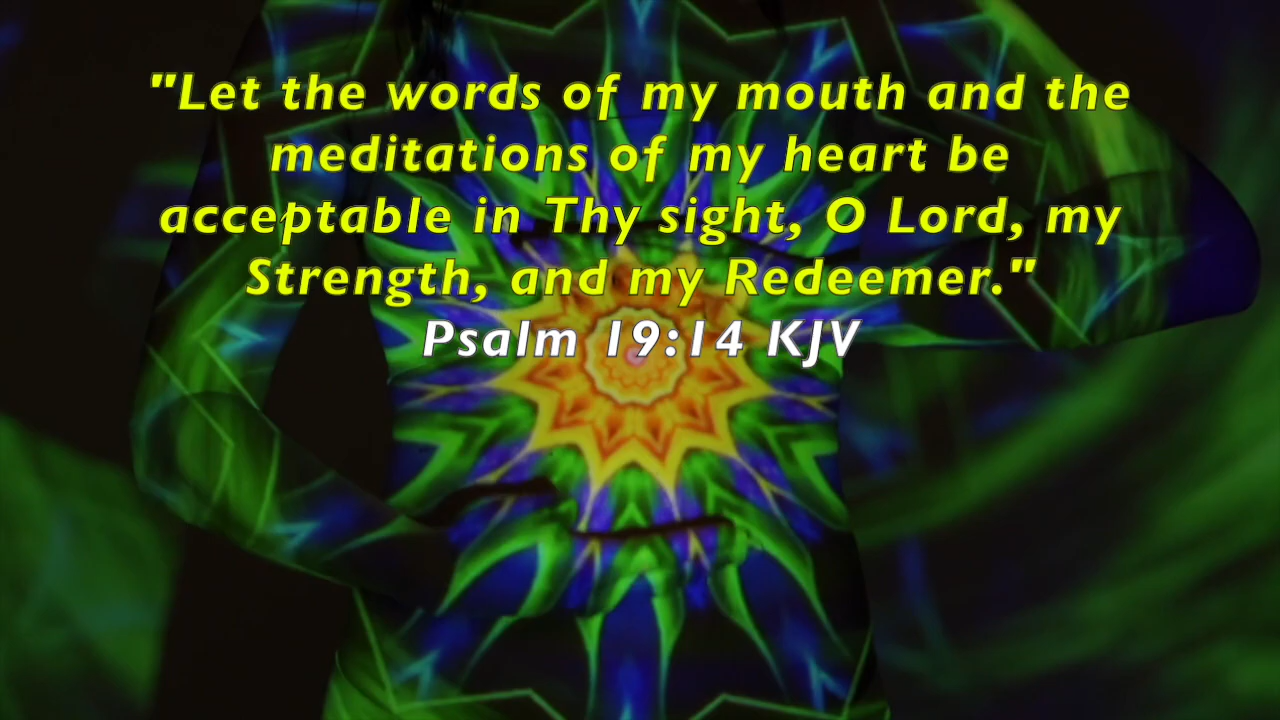 "Let the words of my mouth and the
meditations of my heart be
acceptable in Thy sight, O Lord, my
Strength, and my Redeemer."
Psalm 19:14 KJV